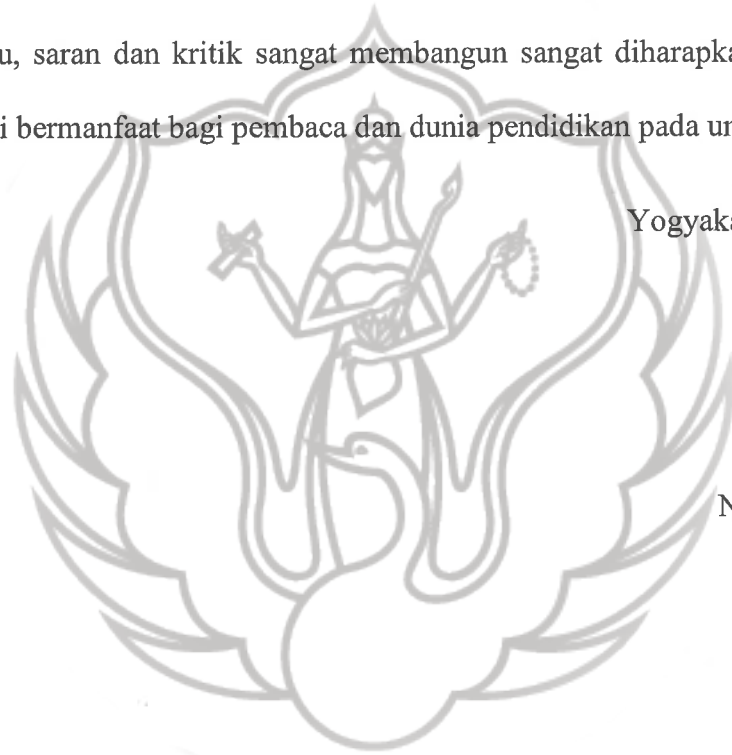 u, saran dan kritik sangat membangun sangat diharapka
i bermanfaat bagi pembaca dan dunia pendidikan pada un
Yogyaka
N